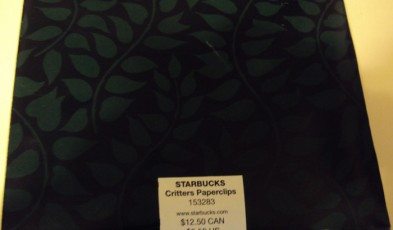 STARBUCKS
Critters Paperclips
153283
www.starbucks.com
$12.50 CAN